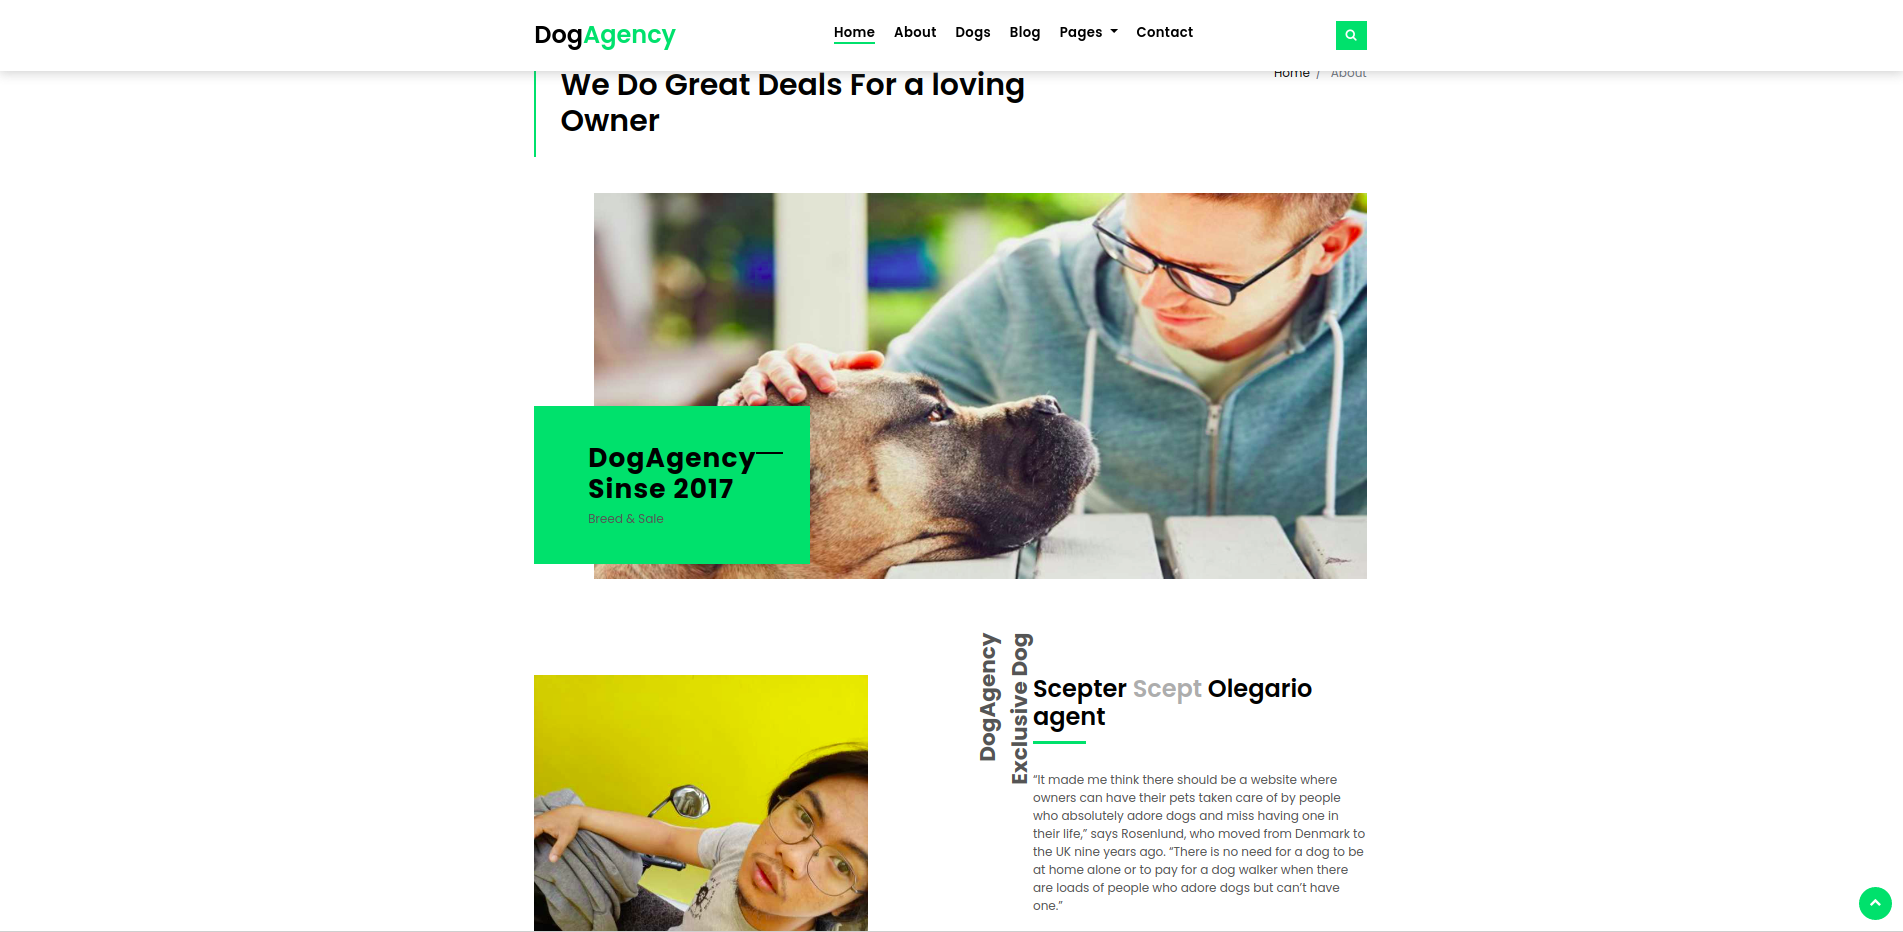 DogAgency
Home About Dogs Blog Pages Contact
We Do Great Deals For a loving
Owner
Home / About
DogAgency
Sinse 2017
Breed & Sale
DogAgency
Exclusive Dog
Scepter Scept Olegario
agent
“It made me think there should be a website where
owners can have their pets taken care of by people
who absolutely adore dogs and miss having one in
their life,” says Rosenlund, who moved from Denmark to
the UK nine years ago. “There is no need for a dog to be
at home alone or to pay for a dog walker when there
are loads of people who adore dogs but can’t have
one.”